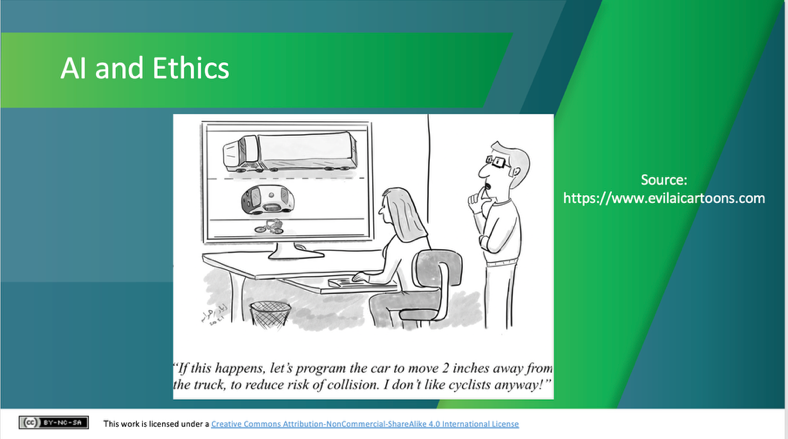 AI and Ethics
Source:
https://www.evilaicartoons.com
“If this happens, let’s program the car to move 2 inches away from
the truck, to reduce risk of collision. I don’t like cyclists anyway!”
CC BY-NC-SA
This work is licensed under a Creative Commons Attribution-NonCommercial-ShareAlike 4.0 International License